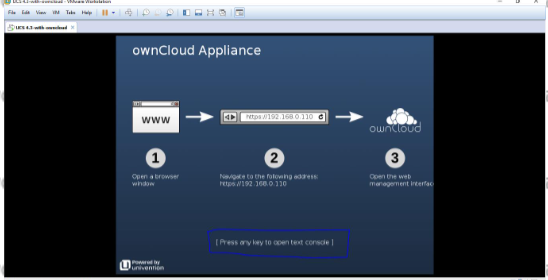 UCS 4.3-with-owncloud - VMware Workstation
File Edit View VM Tabs Help
UCS 4.3-with-owncloud
ownCloud Appliance
www
https://192.168.0.110
ownCloud
1
2
3
Open a browser
window
Navigate to the following address:
https://192.168.0.110
Open the web
management interfac
[ Press any key to open text console ]
Powered by
univention